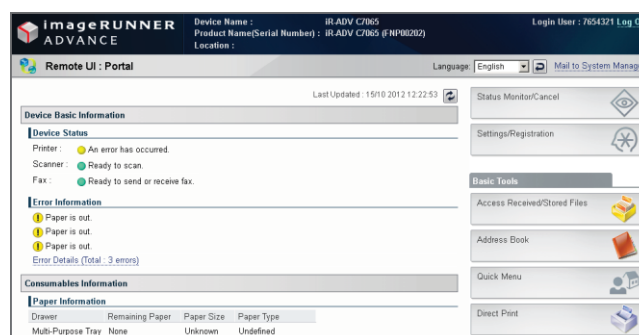 imageRUNNER
ADVANCE
Device Name : iR-ADV C7065
Product Name(Serial Number) : iR-ADV C7065 (FNP00202)
Location :
Login User : 7654321 Log O
Remote UI : Portal
Language: English Mail to System Manag
Last Updated : 15/10 2012 12:22:53
Device Basic Information
Device Status
Printer : An error has occurred.
Scanner : Ready to scan.
Fax : Ready to send or receive fax.
Error Information
Paper is out.
Paper is out.
Paper is out.
Error Details (Total : 3 errors)
Consumables Information
Paper Information
Drawer Remaining Paper Paper Size Paper Type
Multi-Purpose Tray None Unknown Undefined
Status Monitor/Cancel
Settings/Registration
Basic Tools
Access Received/Stored Files
Address Book
Quick Menu
Direct Print